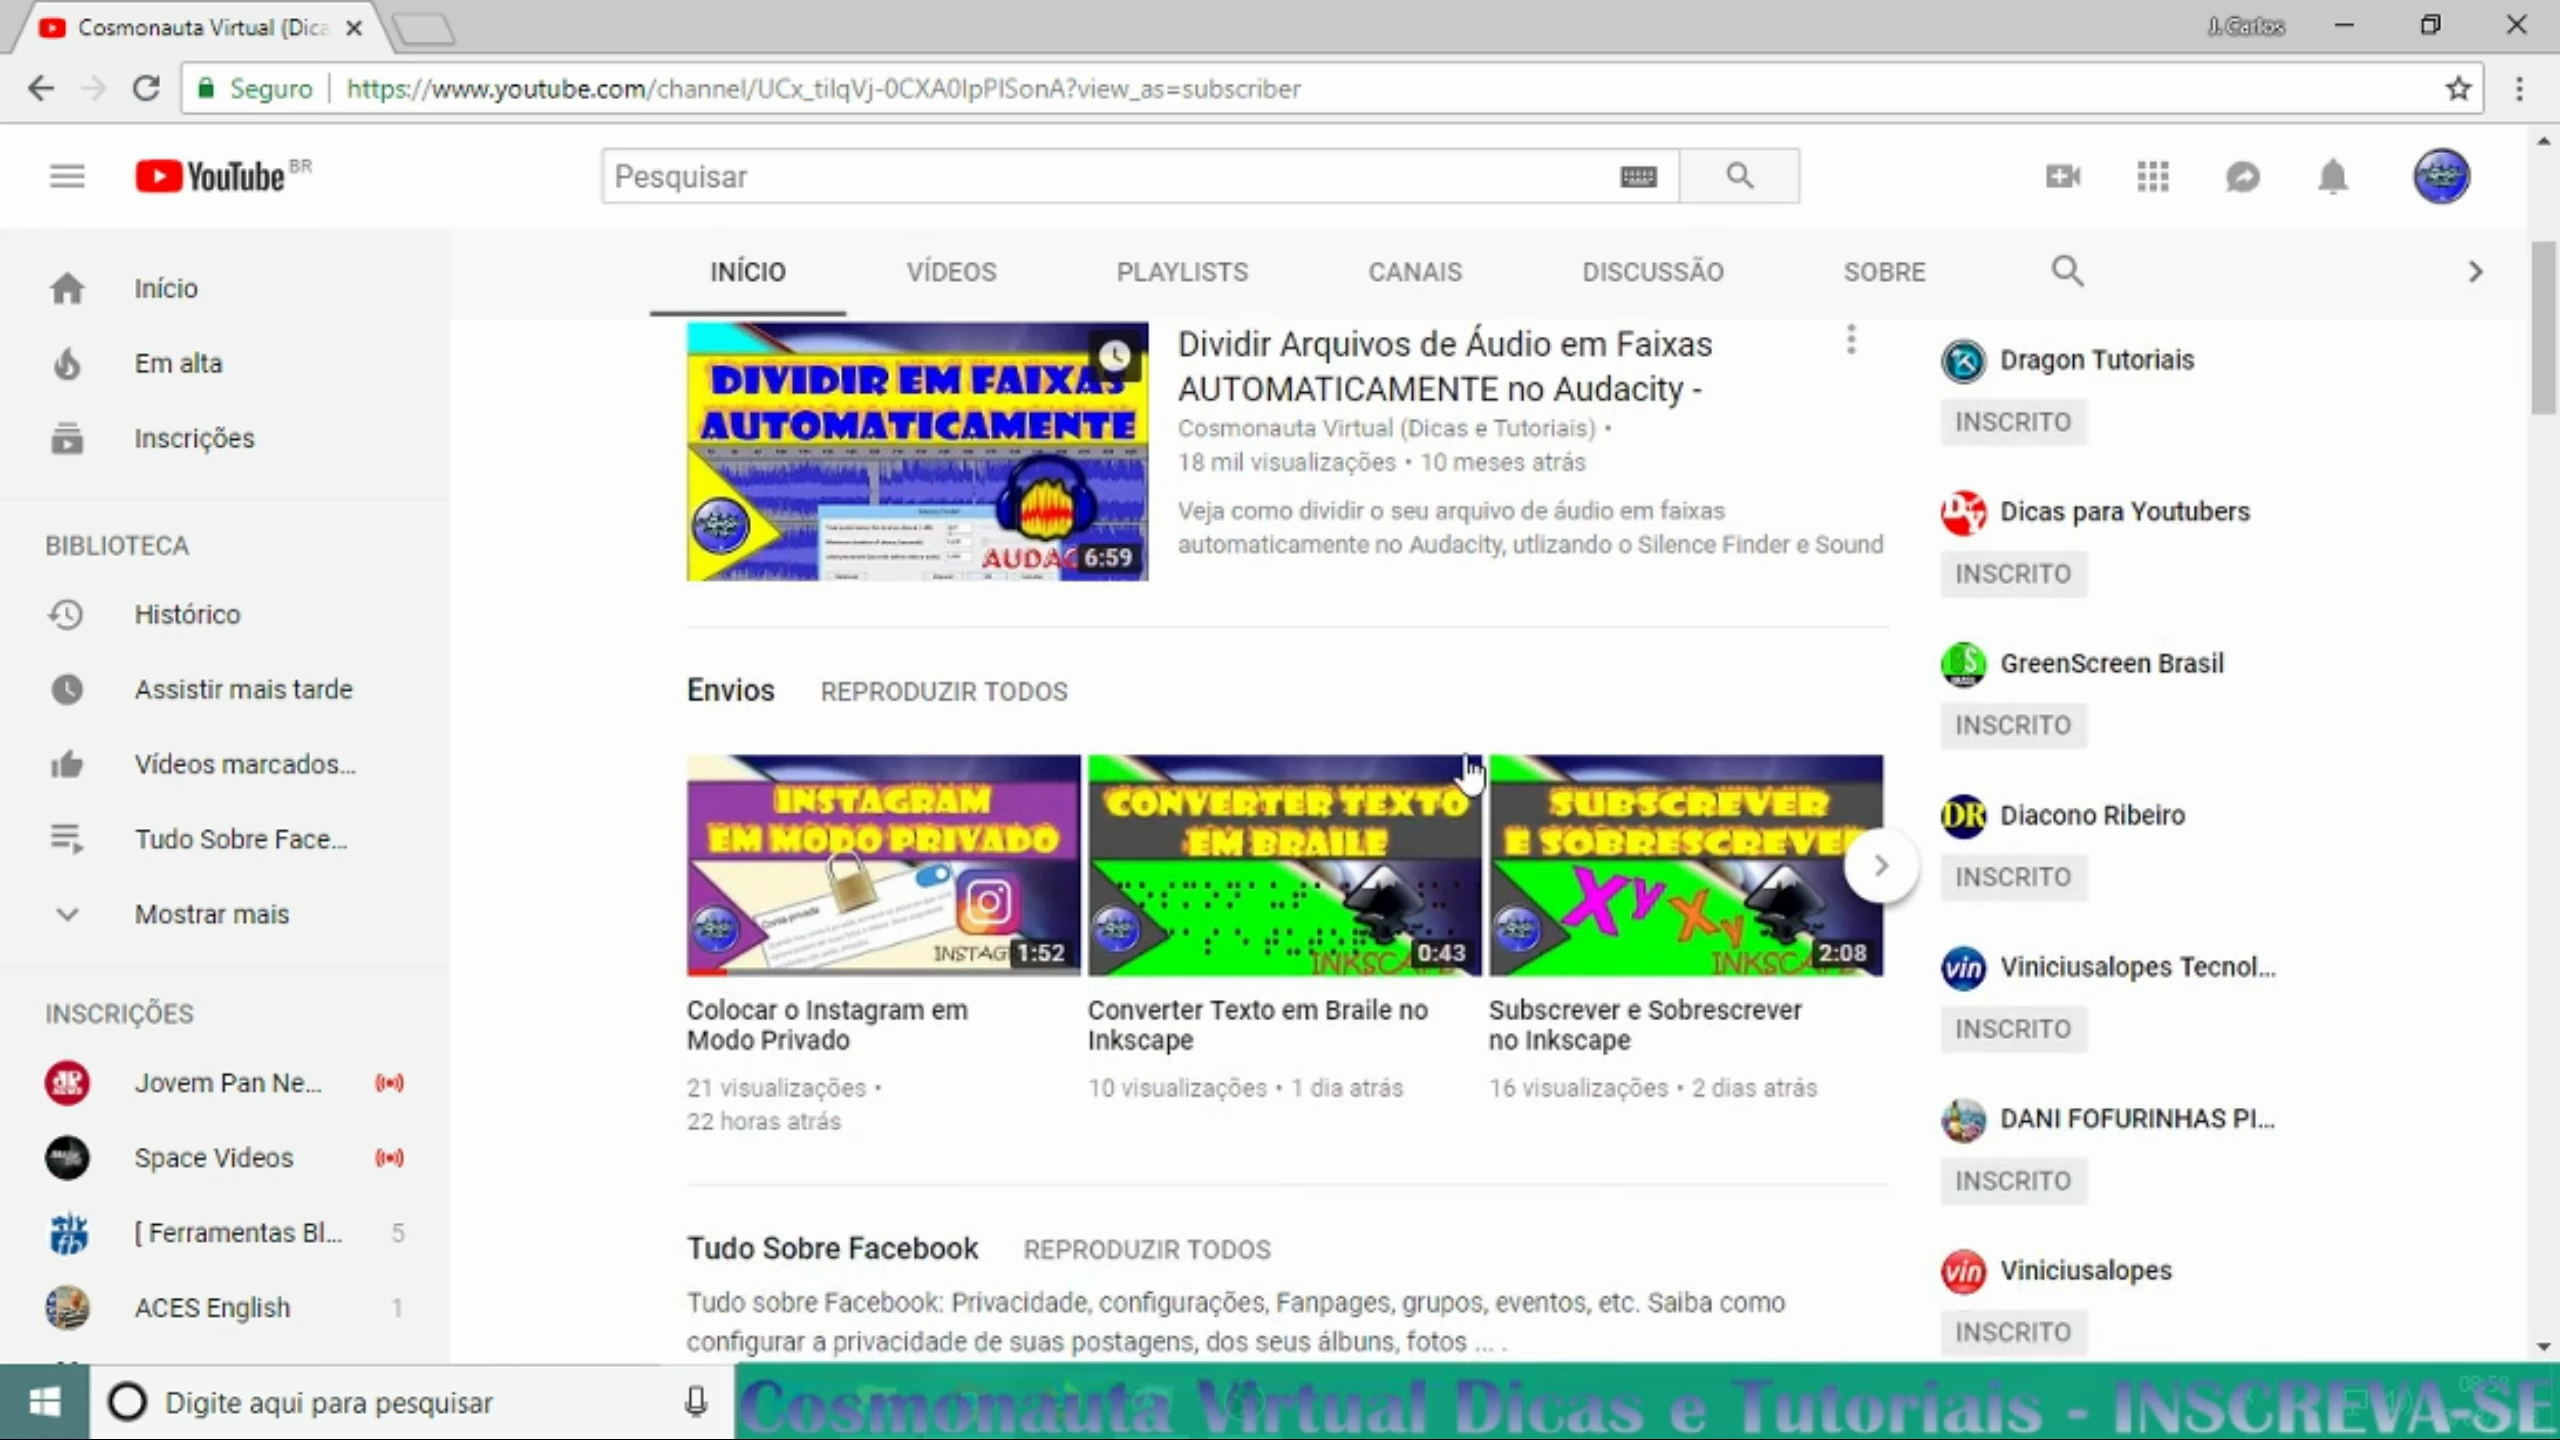 Cosmonauta Virtual (Dica
J. Carlos
Seguro
https://www.youtube.com/channel/UCx_tilqVj-0CXA0IpPlSonA?view_as=subscriber
YouTube BR
Pesquisar
Início
Em alta
Inscrições
BIBLIOTECA
Histórico
Assistir mais tarde
Vídeos marcados...
Tudo Sobre Face...
Mostrar mais
INSCRIÇÕES
Jovem Pan Ne...
Space Videos
[ Ferramentas Bl... 5
ACES English 1
INÍCIO VÍDEOS PLAYLISTS CANAIS DISCUSSÃO SOBRE
DIVIDIR EM FAIXAS
AUTOMATICAMENTE
6:59
Dividir Arquivos de Áudio em Faixas
AUTOMATICAMENTE no Audacity -
Cosmonauta Virtual (Dicas e Tutoriais) •
18 mil visualizações • 10 meses atrás
Veja como dividir o seu arquivo de áudio em faixas
automaticamente no Audacity, utlizando o Silence Finder e Sound
Envios REPRODUZIR TODOS
INSTAGRAM
EM MODO PRIVADO
Conta privada
INSTAG 1:52
Colocar o Instagram em
Modo Privado
21 visualizações •
22 horas atrás
CONVERTER TEXTO
EM BRAILE
0:43
Converter Texto em Braile no
Inkscape
10 visualizações • 1 dia atrás
SUBSCREVER
E SOBRESCREVER
Xy Xy
2:08
Subscrever e Sobrescrever
no Inkscape
16 visualizações • 2 dias atrás
Tudo Sobre Facebook REPRODUZIR TODOS
Tudo sobre Facebook: Privacidade, configurações, Fanpages, grupos, eventos, etc. Saiba como
configurar a privacidade de suas postagens, dos seus álbuns, fotos ... .
Dragon Tutoriais
INSCRITO
Dicas para Youtubers
INSCRITO
GreenScreen Brasil
INSCRITO
Diacono Ribeiro
INSCRITO
Viniciusalopes Tecnol...
INSCRITO
DANI FOFURINHAS PI...
INSCRITO
Viniciusalopes
INSCRITO
Digite aqui para pesquisar
Cosmonauta Virtual Dicas e Tutoriais - INSCREVA-SE